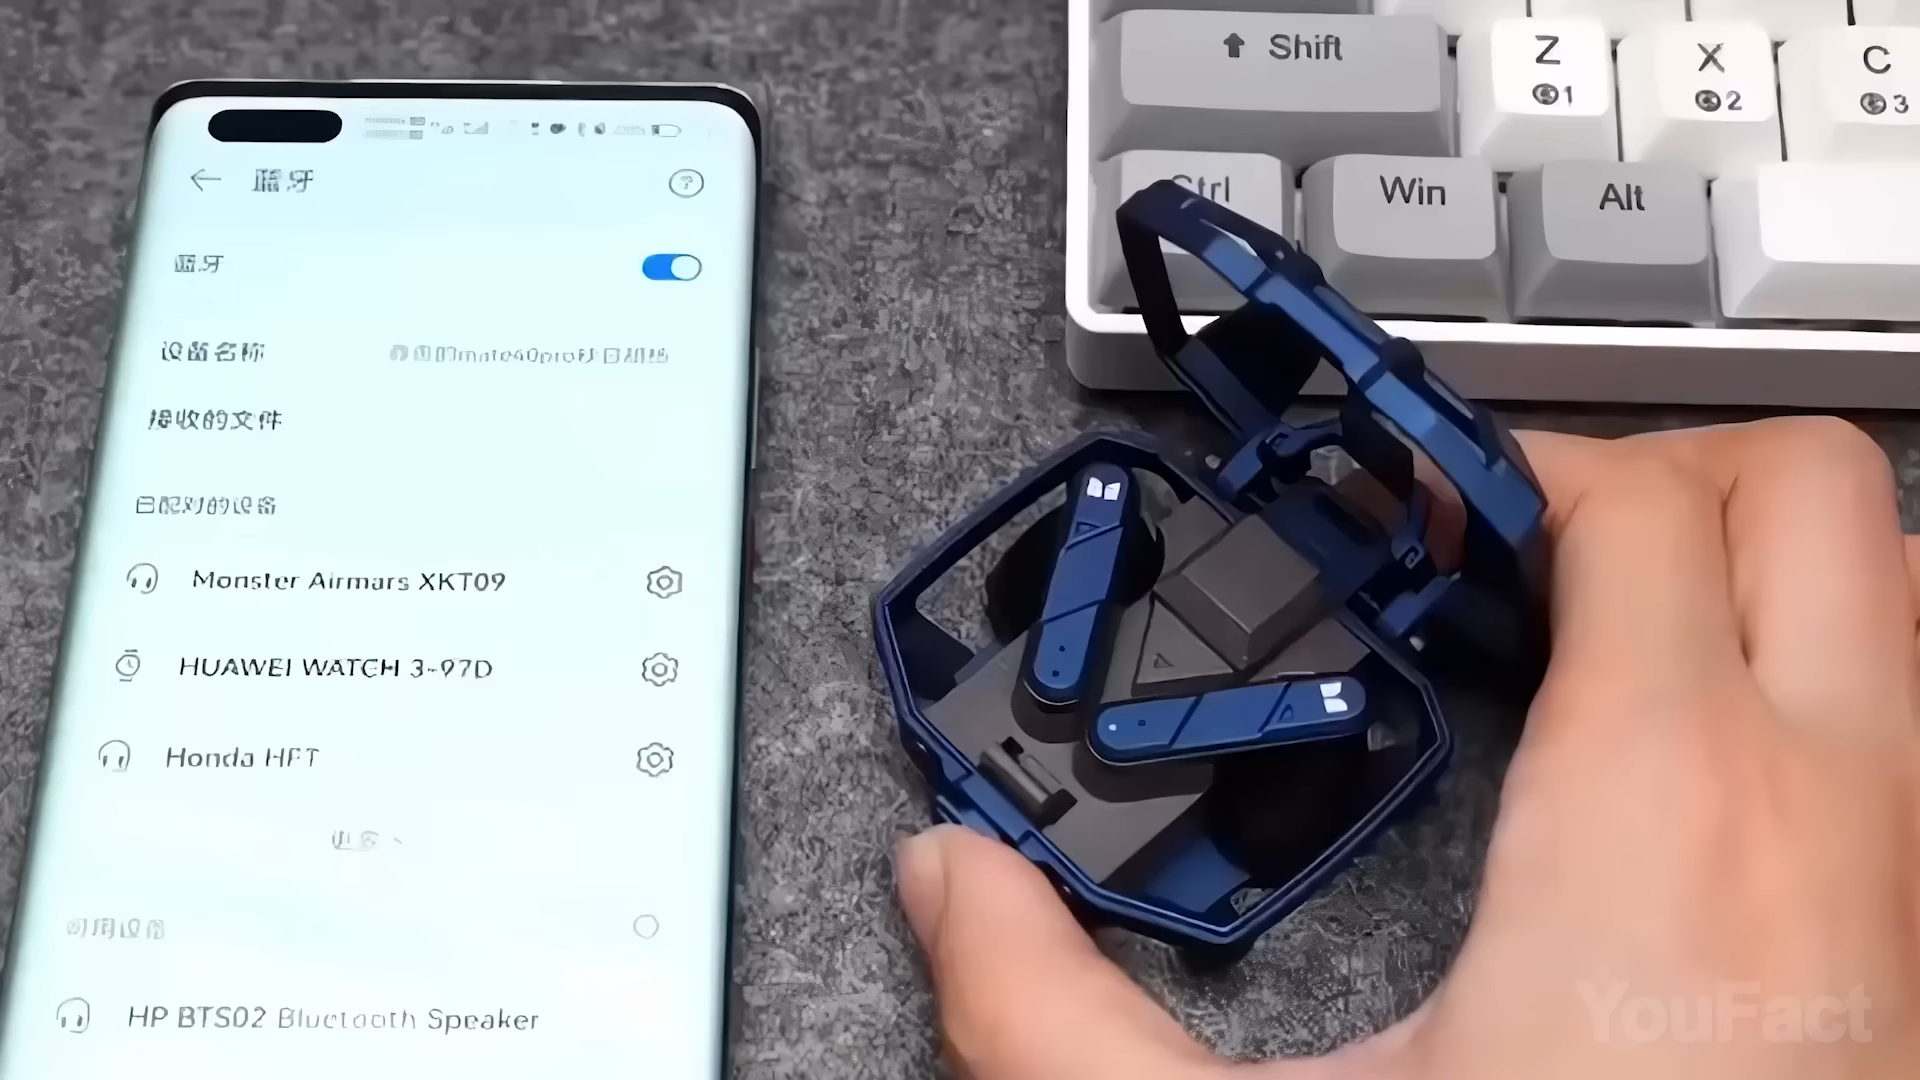 蓝牙
蓝牙
设备名称
接收的文件
已配对的设备
Monster Airmars XKT09
HUAWEI WATCH 3-97D
Honda HFT
可用设备
HP BTS02 Bluetooth Speaker
Shift
Z
1
X
2
C
3
Ctrl
Win
Alt
YouFact